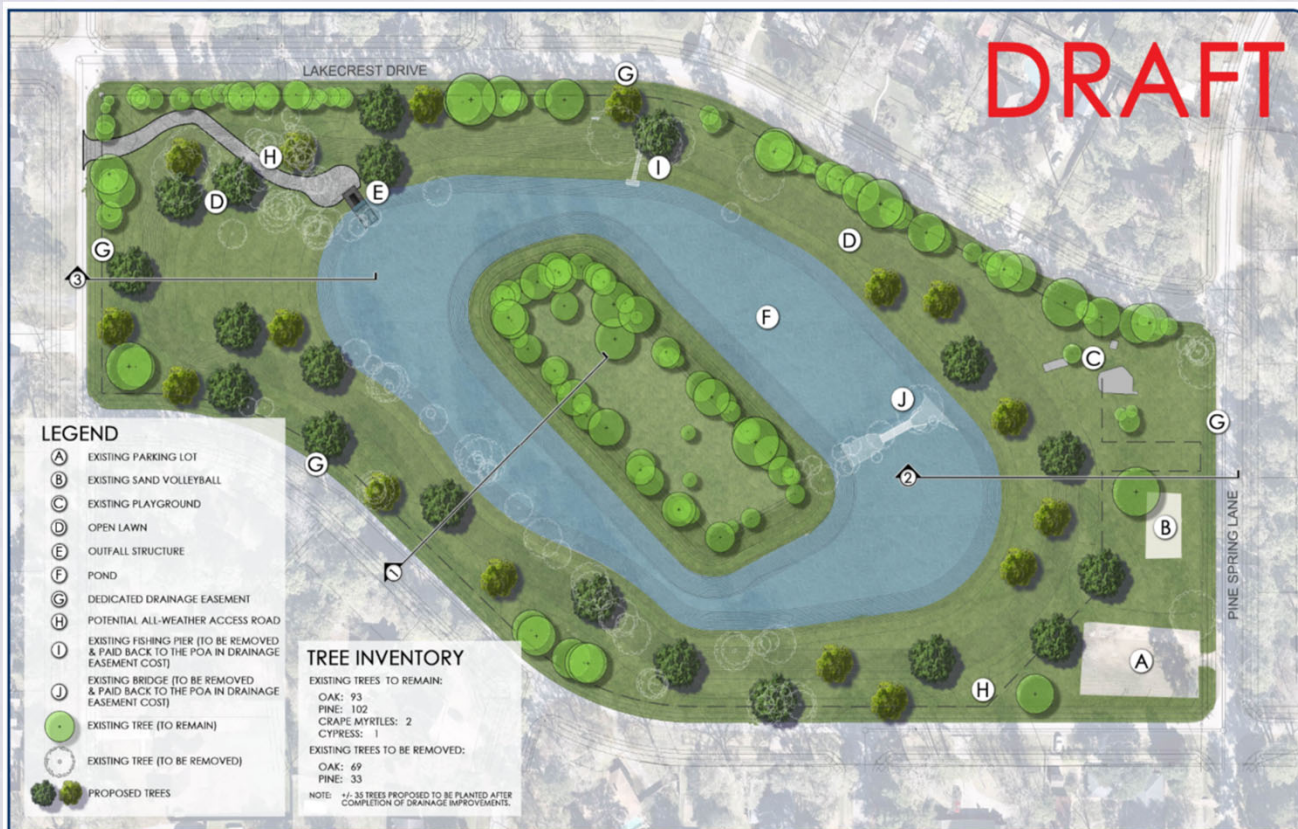 DRAFT
LAKECREST DRIVE
G
H
I
E
D
G
D
3
F
C
J
G
G
2
PINE SPRING LANE
B
1
A
H
LEGEND
A EXISTING PARKING LOT
B EXISTING SAND VOLLEYBALL
C EXISTING PLAYGROUND
D OPEN LAWN
E OUTFALL STRUCTURE
F POND
G DEDICATED DRAINAGE EASEMENT
H POTENTIAL ALL-WEATHER ACCESS ROAD
I EXISTING FISHING PIER (TO BE REMOVED
& PAID BACK TO THE POA IN DRAINAGE
EASEMENT COST)
J EXISTING BRIDGE (TO BE REMOVED
& PAID BACK TO THE POA IN DRAINAGE
EASEMENT COST)
EXISTING TREE (TO REMAIN)
EXISTING TREE (TO BE REMOVED)
PROPOSED TREES
TREE INVENTORY
EXISTING TREES TO REMAIN:
OAK: 93
PINE: 102
CRAPE MYRTLES: 2
CYPRESS: 1
EXISTING TREES TO BE REMOVED:
OAK: 69
PINE: 33
NOTE: +/- 35 TREES PROPOSED TO BE PLANTED AFTER
COMPLETION OF DRAINAGE IMPROVEMENTS.